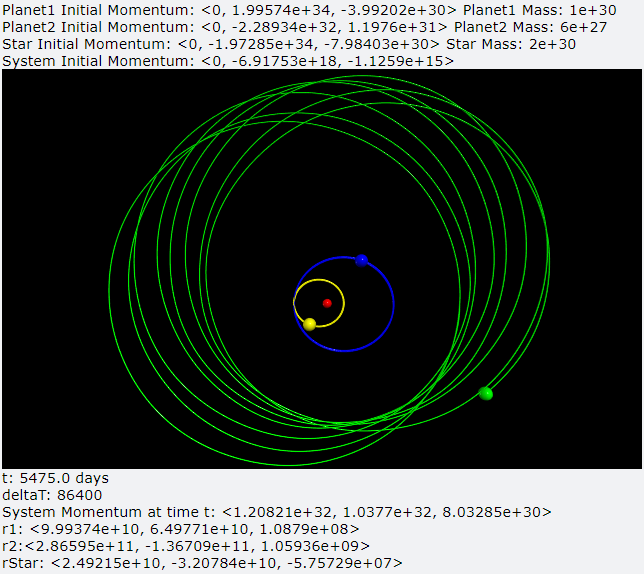 Planet1 Initial Momentum: <0, 1.99574e+34, -3.99202e+30> Planet1 Mass: 1e+30
Planet2 Initial Momentum: <0, -2.28934e+32, 1.1976e+31> Planet2 Mass: 6e+27
Star Initial Momentum: <0, -1.97285e+34, -7.98403e+30> Star Mass: 2e+30
System Initial Momentum: <0, -6.91753e+18, -1.1259e+15>
t: 5475.0 days
deltaT: 86400
System Momentum at time t: <1.20821e+32, 1.0377e+32, 8.03285e+30>
r1: <9.99374e+10, 6.49771e+10, 1.0879e+08>
r2:<2.86595e+11, -1.36709e+11, 1.05936e+09>
rStar: <2.49215e+10, -3.20784e+10, -5.75729e+07>